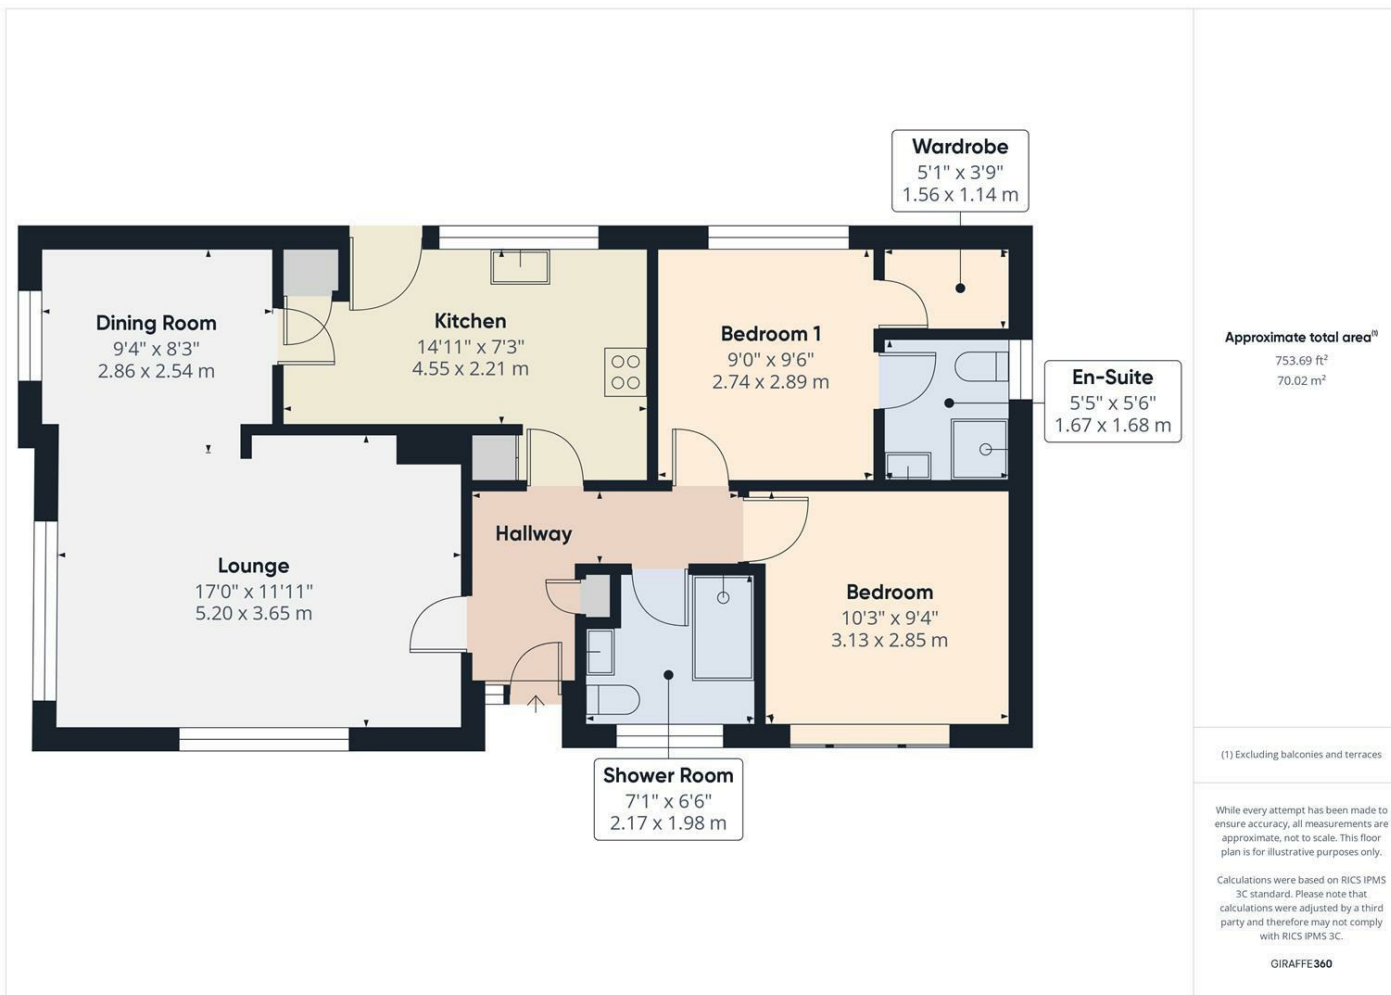 Wardrobe
5'1" x 3'9"
1.56 x 1.14 m
Dining Room
9'4" x 8'3"
2.86 x 2.54 m
Kitchen
14'11" x 7'3"
4.55 x 2.21 m
Bedroom 1
9'0" x 9'6"
2.74 x 2.89 m
En-Suite
5'5" x 5'6"
1.67 x 1.68 m
Hallway
Lounge
17'0" x 11'11"
5.20 x 3.65 m
Bedroom
10'3" x 9'4"
3.13 x 2.85 m
Shower Room
7'1" x 6'6"
2.17 x 1.98 m
Approximate total area(1)
753.69 ft²
70.02 m²
(1) Excluding balconies and terraces
While every attempt has been made to
ensure accuracy, all measurements are
approximate, not to scale. This floor
plan is for illustrative purposes only.
Calculations were based on RICS IPMS
3C standard. Please note that
calculations were adjusted by a third
party and therefore may not comply
with RICS IPMS 3C.
GIRAFFE360